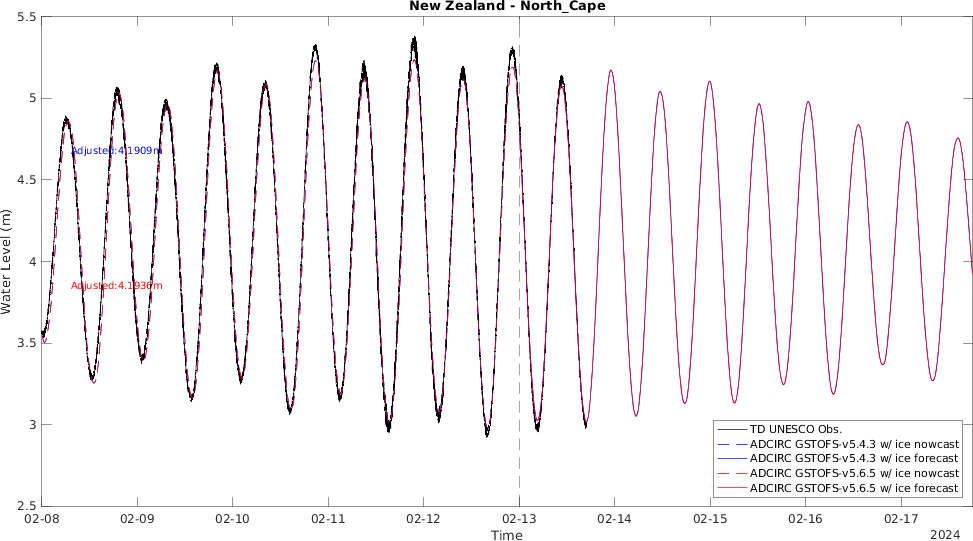 New Zealand - North_Cape
5.5
5
4.5
4
3.5
3
2.5
Water Level (m)
Adjusted:4.1909m
Adjusted:4.1936m
TD UNESCO Obs.
ADCIRC GSTOFS-v5.4.3 w/ ice nowcast
ADCIRC GSTOFS-v5.4.3 w/ ice forecast
ADCIRC GSTOFS-v5.6.5 w/ ice nowcast
ADCIRC GSTOFS-v5.6.5 w/ ice forecast
02-08 02-09 02-10 02-11 02-12 02-13 02-14 02-15 02-16 02-17
Time
2024